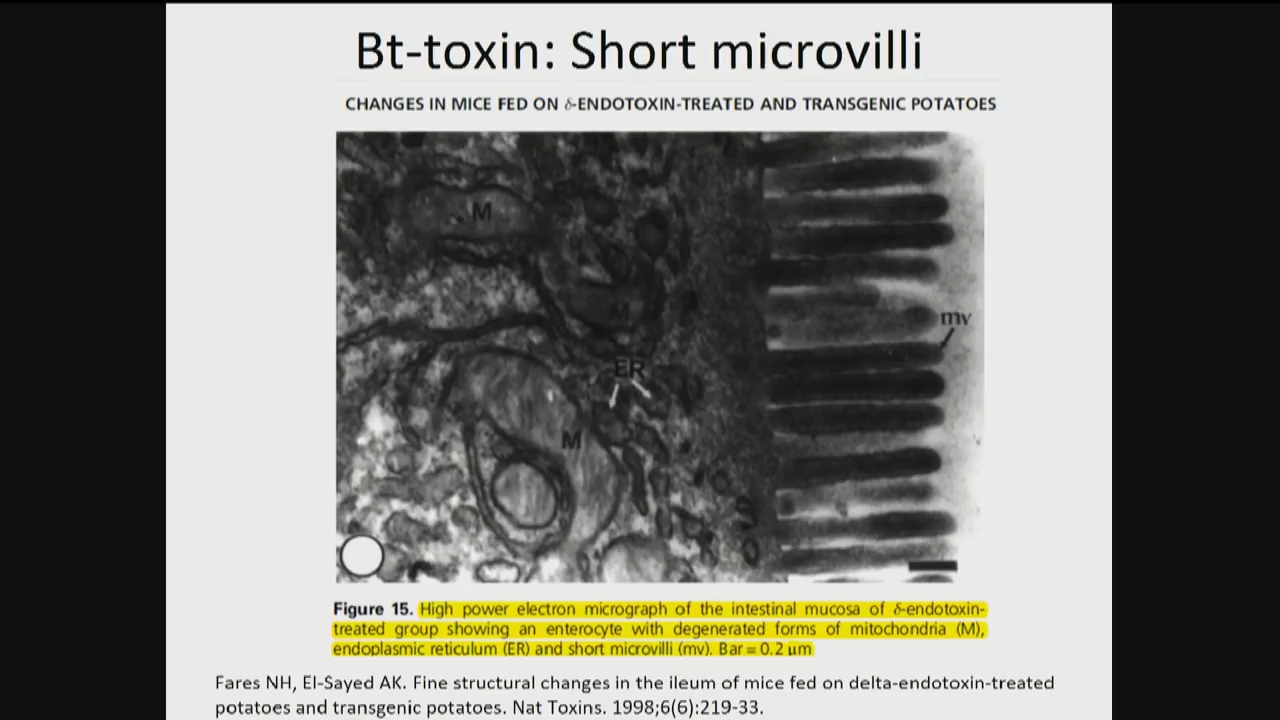 Bt-toxin: Short microvilli
CHANGES IN MICE FED ON δ-ENDOTOXIN-TREATED AND TRANSGENIC POTATOES
M
M
mv
ER
M
Figure 15. High power electron micrograph of the intestinal mucosa of δ-endotoxin-
treated group showing an enterocyte with degenerated forms of mitochondria (M),
endoplasmic reticulum (ER) and short microvilli (mv). Bar = 0.2 μm
Fares NH, El-Sayed AK. Fine structural changes in the ileum of mice fed on delta-endotoxin-treated
potatoes and transgenic potatoes. Nat Toxins. 1998;6(6):219-33.